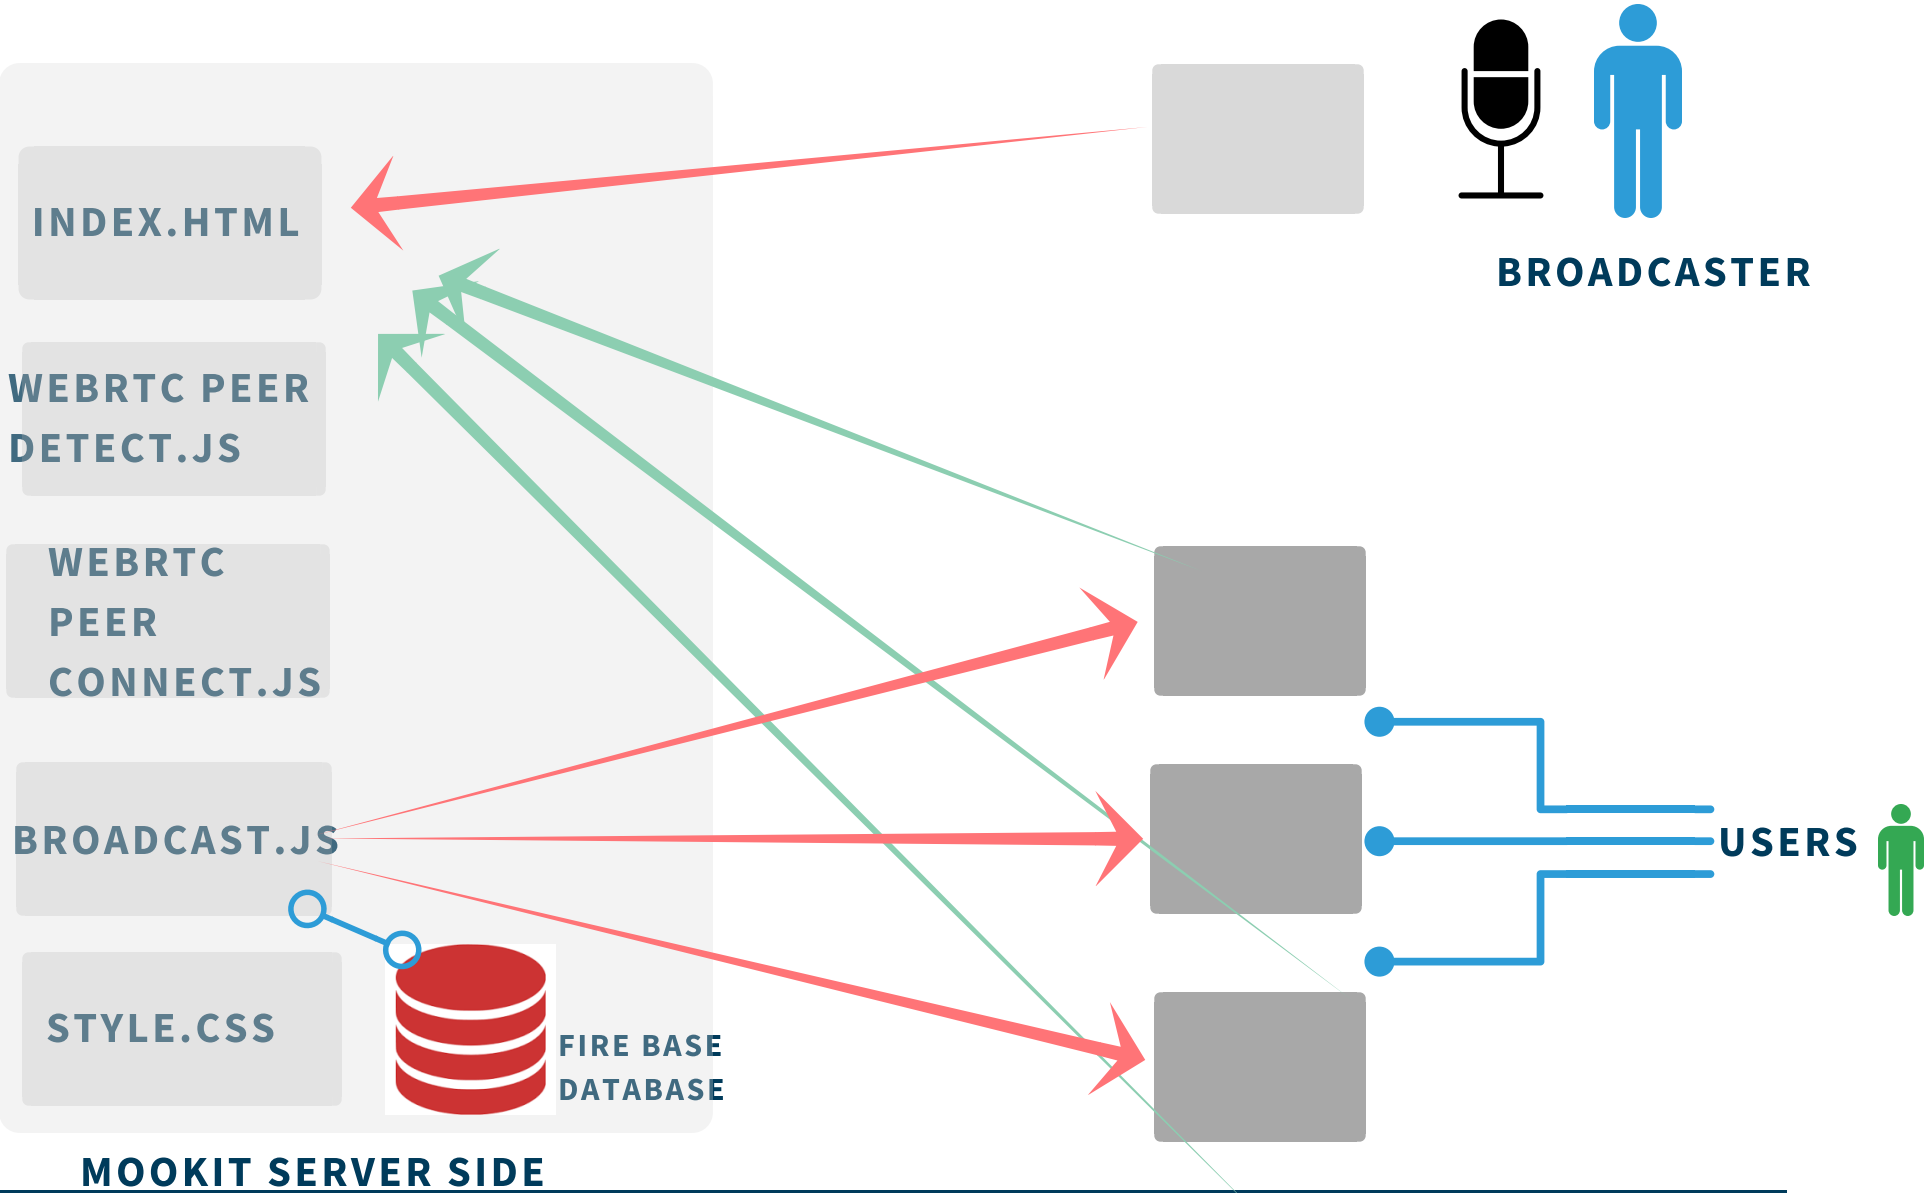 INDEX.HTML
WEBRTC PEER
DETECT.JS
WEBRTC
PEER
CONNECT.JS
BROADCAST.JS
STYLE.CSS
FIRE BASE
DATABASE
MOOKIT SERVER SIDE
BROADCASTER
USERS